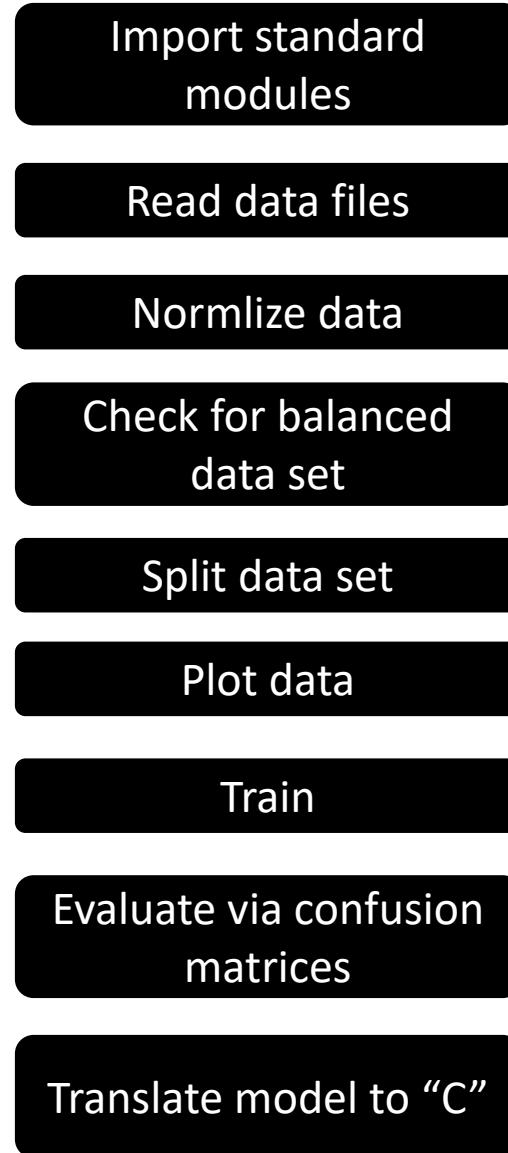 Import standard
modules
Read data files
Normlize data
Check for balanced
data set
Split data set
Plot data
Train
Evaluate via confusion
matrices
Translate model to “C”